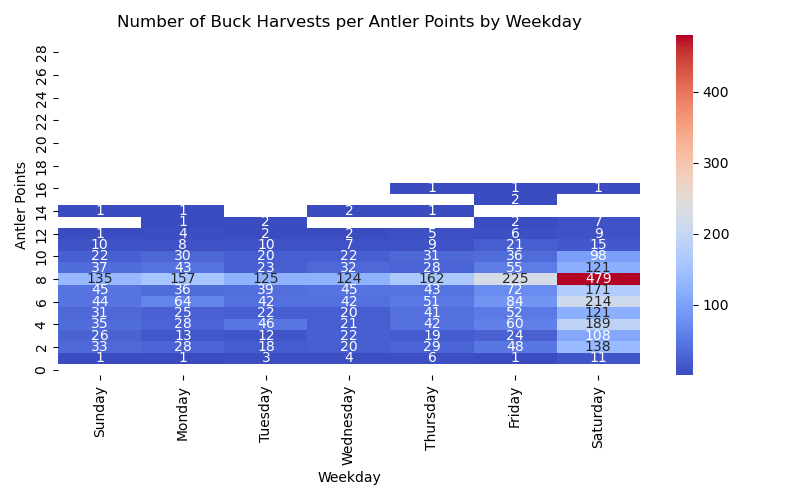 Number of Buck Harvests per Antler Points by Weekday
Antler Points
28
26
24
22
20
18
16 1 1 1
2
14 1 1 2 1
1 2 2 7
12 1 4 2 2 5 6 9
10 8 10 7 9 21 15
10 22 30 20 22 31 36 98
37 43 23 32 28 55 121
8 135 157 125 124 162 225 479
45 36 39 45 43 72 171
6 44 64 42 42 51 84 214
31 25 22 20 41 52 121
4 35 28 46 21 42 60 189
26 13 12 22 19 24 108
2 33 28 18 20 29 48 138
1 1 3 4 6 1 11
0
Sunday Monday Tuesday Wednesday Thursday Friday Saturday
Weekday
400
300
200
100